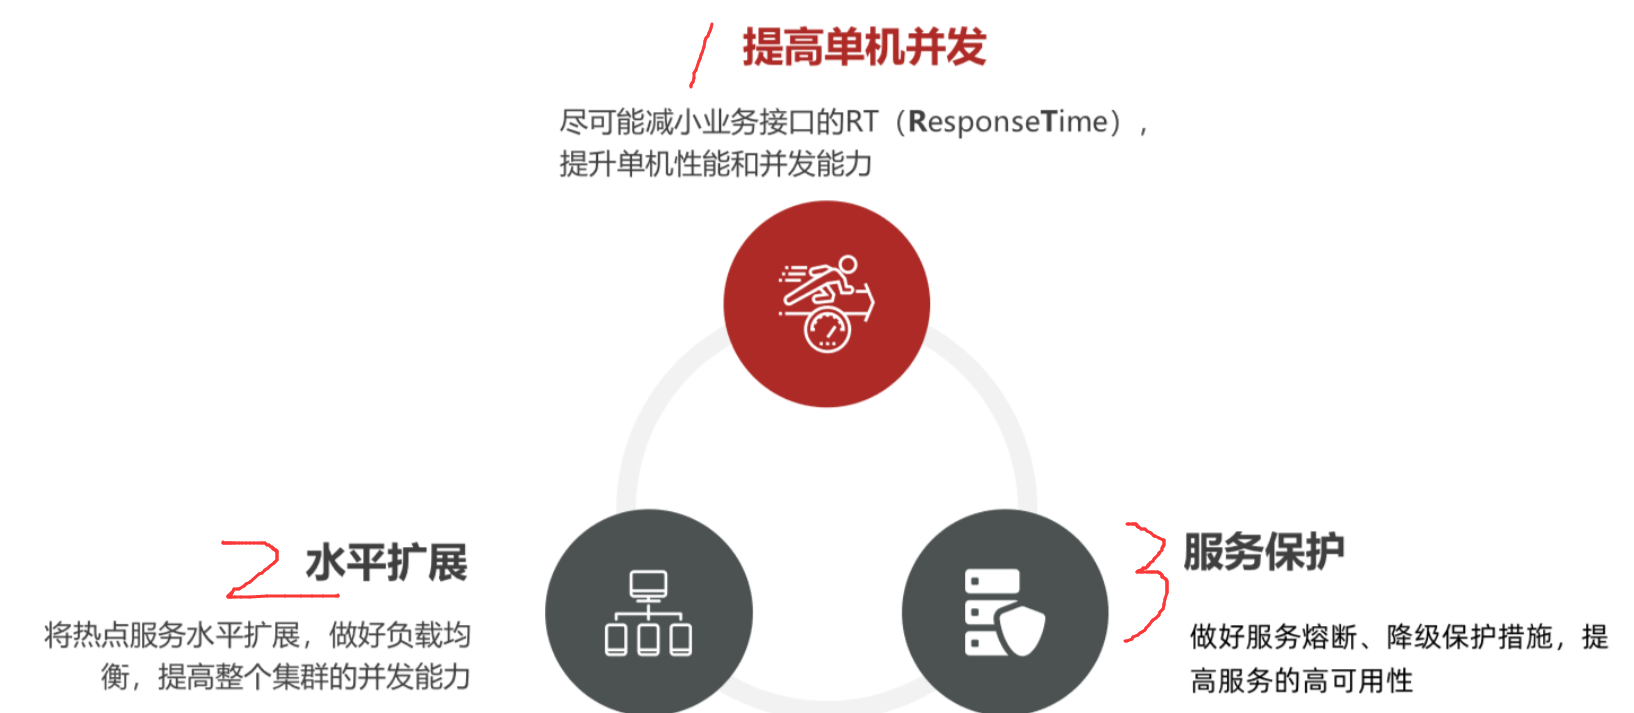 1 提高单机并发
尽可能减小业务接口的RT（ResponseTime），
提升单机性能和并发能力
2 水平扩展
将热点服务水平扩展，做好负载均
衡，提高整个集群的并发能力
3 服务保护
做好服务熔断、降级保护措施，提
高服务的高可用性